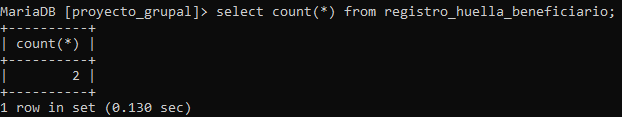 MariaDB [proyecto_grupal]> select count(*) from registro_huella_beneficiario;
+----------+
| count(*) |
+----------+
|        2 |
+----------+
1 row in set (0.130 sec)